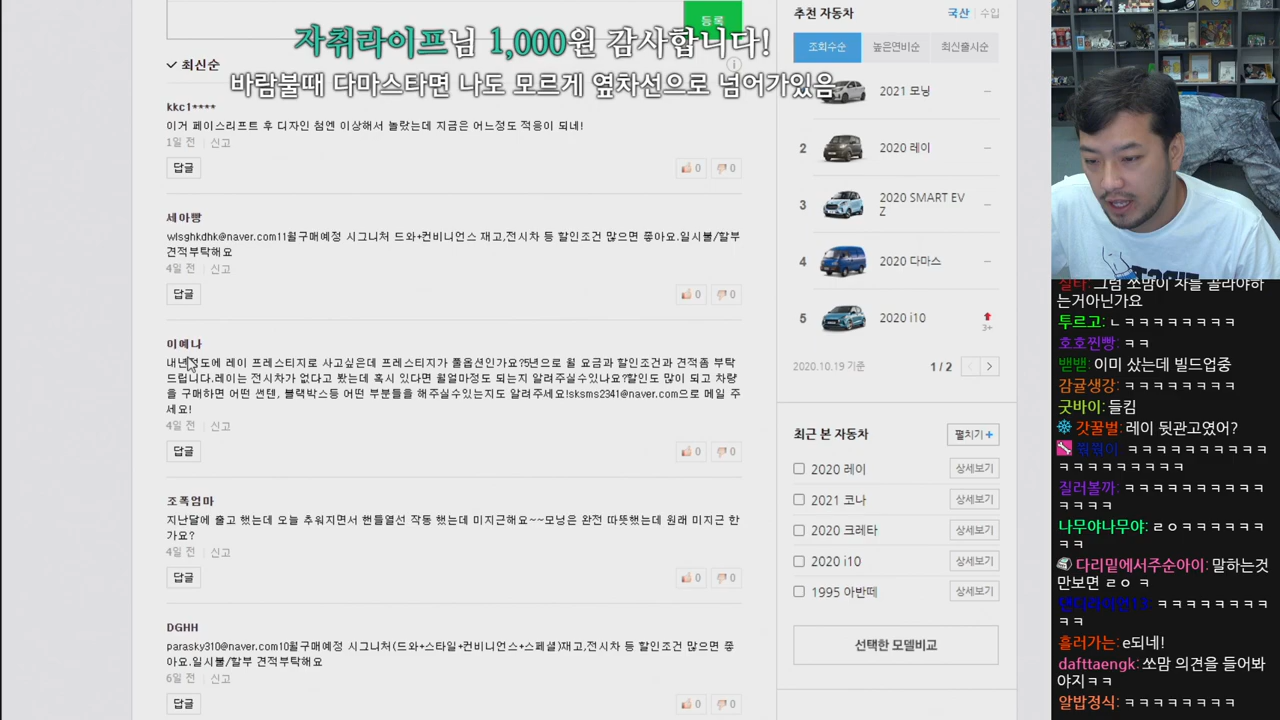 등록
자취라이프님 1,000원 감사합니다!
바람불때 다마스타면 나도 모르게 옆차선으로 넘어가있음
최신순
kkc1****
이거 페이스리프트 후 디자인 첨엔 이상해서 놀랐는데 지금은 어느정도 적응이 되네!
1일 전 | 신고
답글
0
0
세아빵
wlsghkdhk@naver.com11월구매예정 시그니처 드와+컨비니언스 재고,전시차 등 할인조건 많으면 좋아요.일시불/할부
견적부탁해요
4일 전 | 신고
답글
0
0
이예나
도에 레이 프레스티지로 사고싶은데 프레스티지가 풀옵션인가요?5년으로 월 요금과 할인조건과 견적좀 부탁
드립니다.레이는 전시차가 없다고 봤는데 혹시 있다면 월얼마정도 되는지 알려주실수있나요?할인도 많이 되고 차량
을 구매하면 어떤 썬텐, 블랙박스등 어떤 부분들을 해주실수있는지도 알려주세요!sksms2341@naver.com으로 메일 주
세요!
4일 전 | 신고
답글
0
0
조폭엄마
지난달에 출고 했는데 오늘 추워지면서 핸들열선 작동 했는데 미지근해요~~모닝은 완전 따뜻했는데 원래 미지근 한
가요?
4일 전 | 신고
답글
0
0
DGHH
parasky310@naver.com10월구매예정 시그니처(드와+스타일+컨비니언스+스페셜)재고,전시차 등 할인조건 많으면 좋
아요.일시불/할부 견적부탁해요
6일 전 | 신고
답글
0
0
추천 자동차
국산 | 수입
조회수순
높은연비순
최신출시순
2021 모닝
2
2020 레이
3
2020 SMART EV
Z
4
2020 다마스
5
2020 i10
3+
2020.10.19 기준
1 / 2
최근 본 자동차
펼치기 +
2020 레이
상세보기
2021 코나
상세보기
2020 크레타
상세보기
2020 i10
상세보기
1995 아반떼
상세보기
선택한 모델비교
그럼 쏘맘이 차를 골라야하
는거아닌가요
투르고: ㄴㅋㅋㅋㅋㅋㅋㅋㅋ
호호찐빵: ㅋㅋ
밷밷: 이미 샀는데 빌드업중
감귤생강: ㅋㅋㅋㅋㅋㅋㅋㅋ
굿바이: 들킴
갓꿀벌: 레이 뒷관고였어?
ㅋㅋㅋㅋㅋㅋㅋㅋㅋㅋ
ㅋㅋㅋㅋㅋㅋㅋㅋㅋ
질러볼까: ㅋㅋㅋㅋㅋㅋㅋㅋㅋㅋ
ㅋㅋㅋㅋ
나무야나무야: ㄹㅇㅋㅋㅋㅋㅋㅋ
ㅋㅋ
다리밑에서주순아이: 말하는것
만보면 ㄹㅇ ㅋ
ㅋㅋㅋㅋㅋㅋㅋㅋ
ㅋㅋ
흘러가는: e되네!
dafttaengk: 쏘맘 의견을 들어봐
야지ㅋㅋ
알밥정식: ㅋㅋㅋㅋㅋㅋㅋㅋ